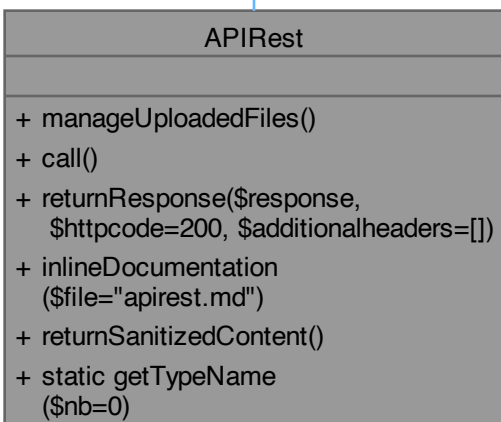 APIRest
+ manageUploadedFiles()
+ call()
+ returnResponse($response,
$httpcode=200, $additionalheaders=[])
+ inlineDocumentation
($file="apirest.md")
+ returnSanitizedContent()
+ static getTypeName
($nb=0)